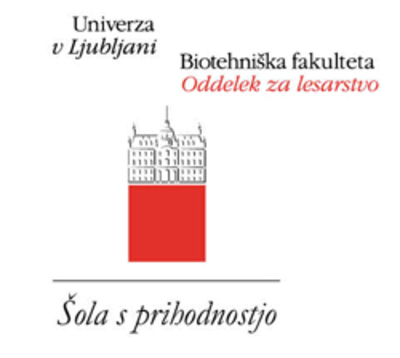 Univerza
v Ljubljani
Biotehniška fakulteta
Oddelek za lesarstvo
Šola s prihodnostjo